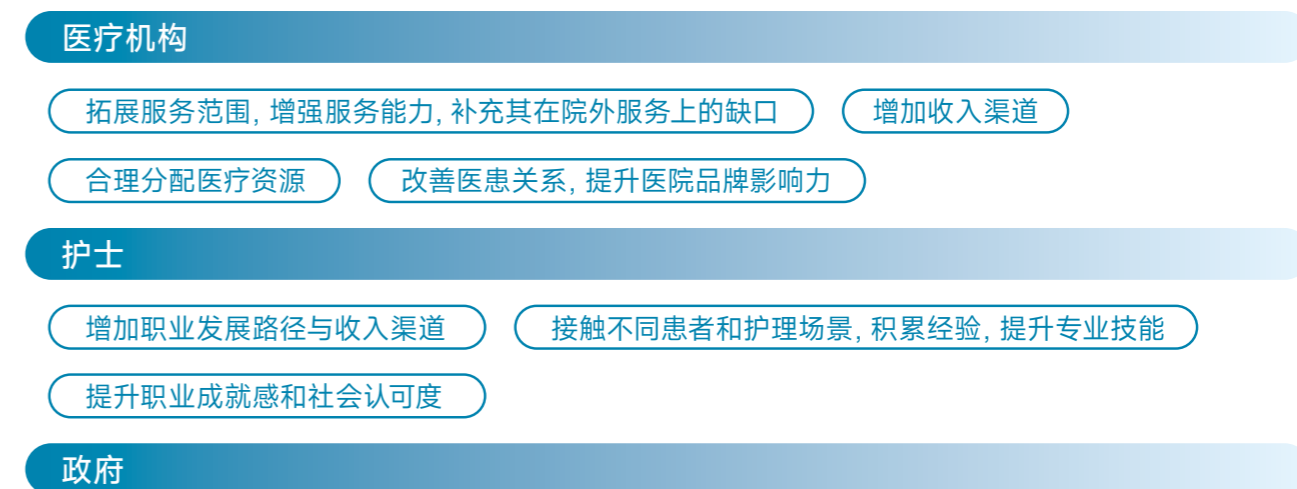 医疗机构
拓展服务范围, 增强服务能力, 补充其在院外服务上的缺口 增加收入渠道
合理分配医疗资源 改善医患关系, 提升医院品牌影响力
护士
增加职业发展路径与收入渠道 接触不同患者和护理场景, 积累经验, 提升专业技能
提升职业成就感和社会认可度
政府